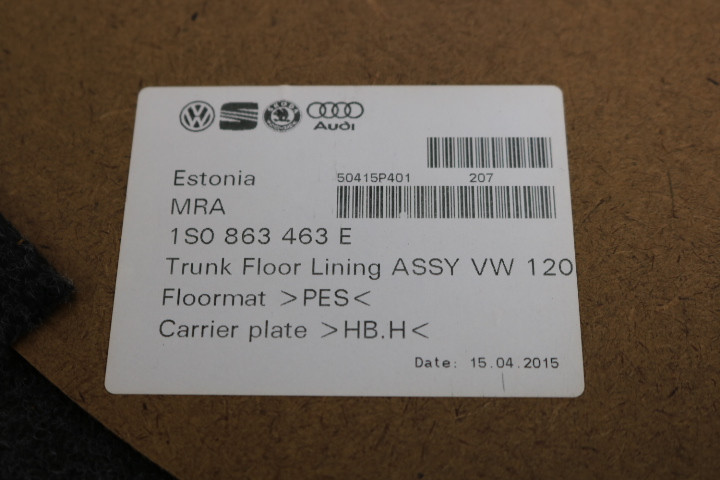 Audi
Estonia
50415P401 207
MRA
1S0 863 463 E
Trunk Floor Lining ASSY VW 120
Floormat >PES<
Carrier plate >HB.H<
Date: 15.04.2015